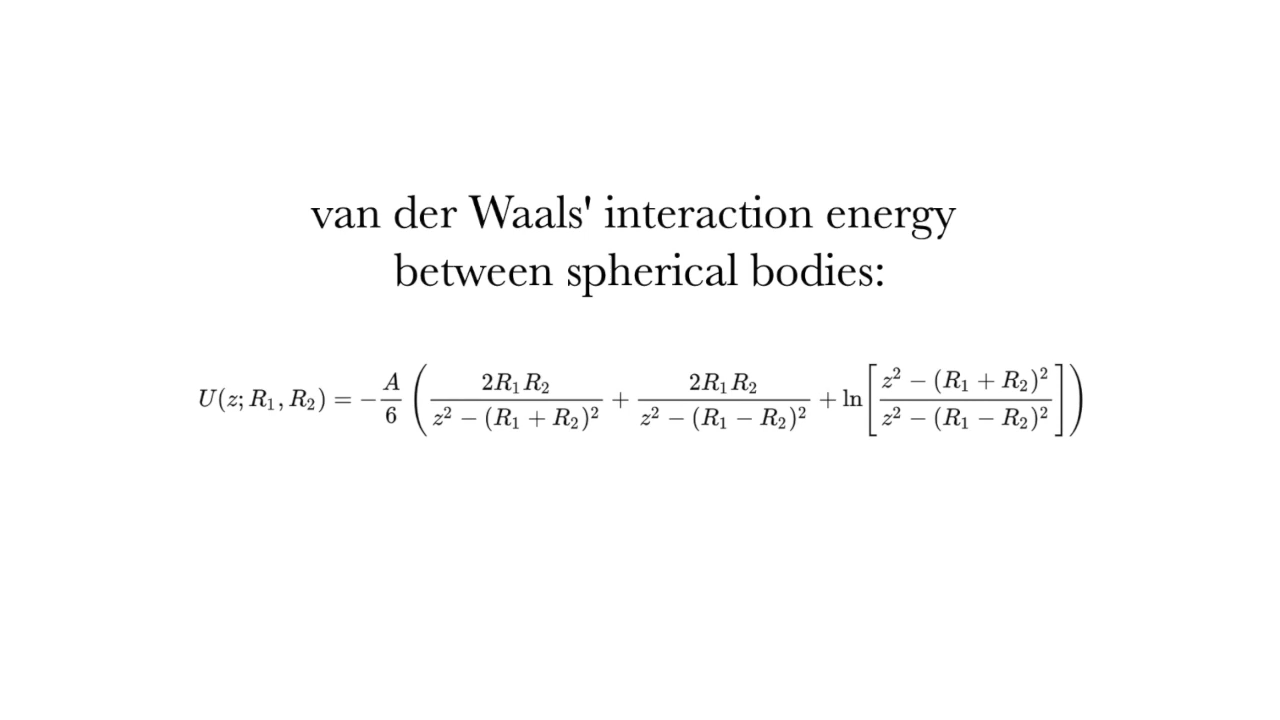 van der Waals' interaction energy
between spherical bodies:
U(z; R₁, R₂) = −A/6 ( 2R₁R₂/(z² − (R₁ + R₂)²) + 2R₁R₂/(z² − (R₁ − R₂)²) + ln[ (z² − (R₁ + R₂)²)/(z² − (R₁ − R₂)²) ] )